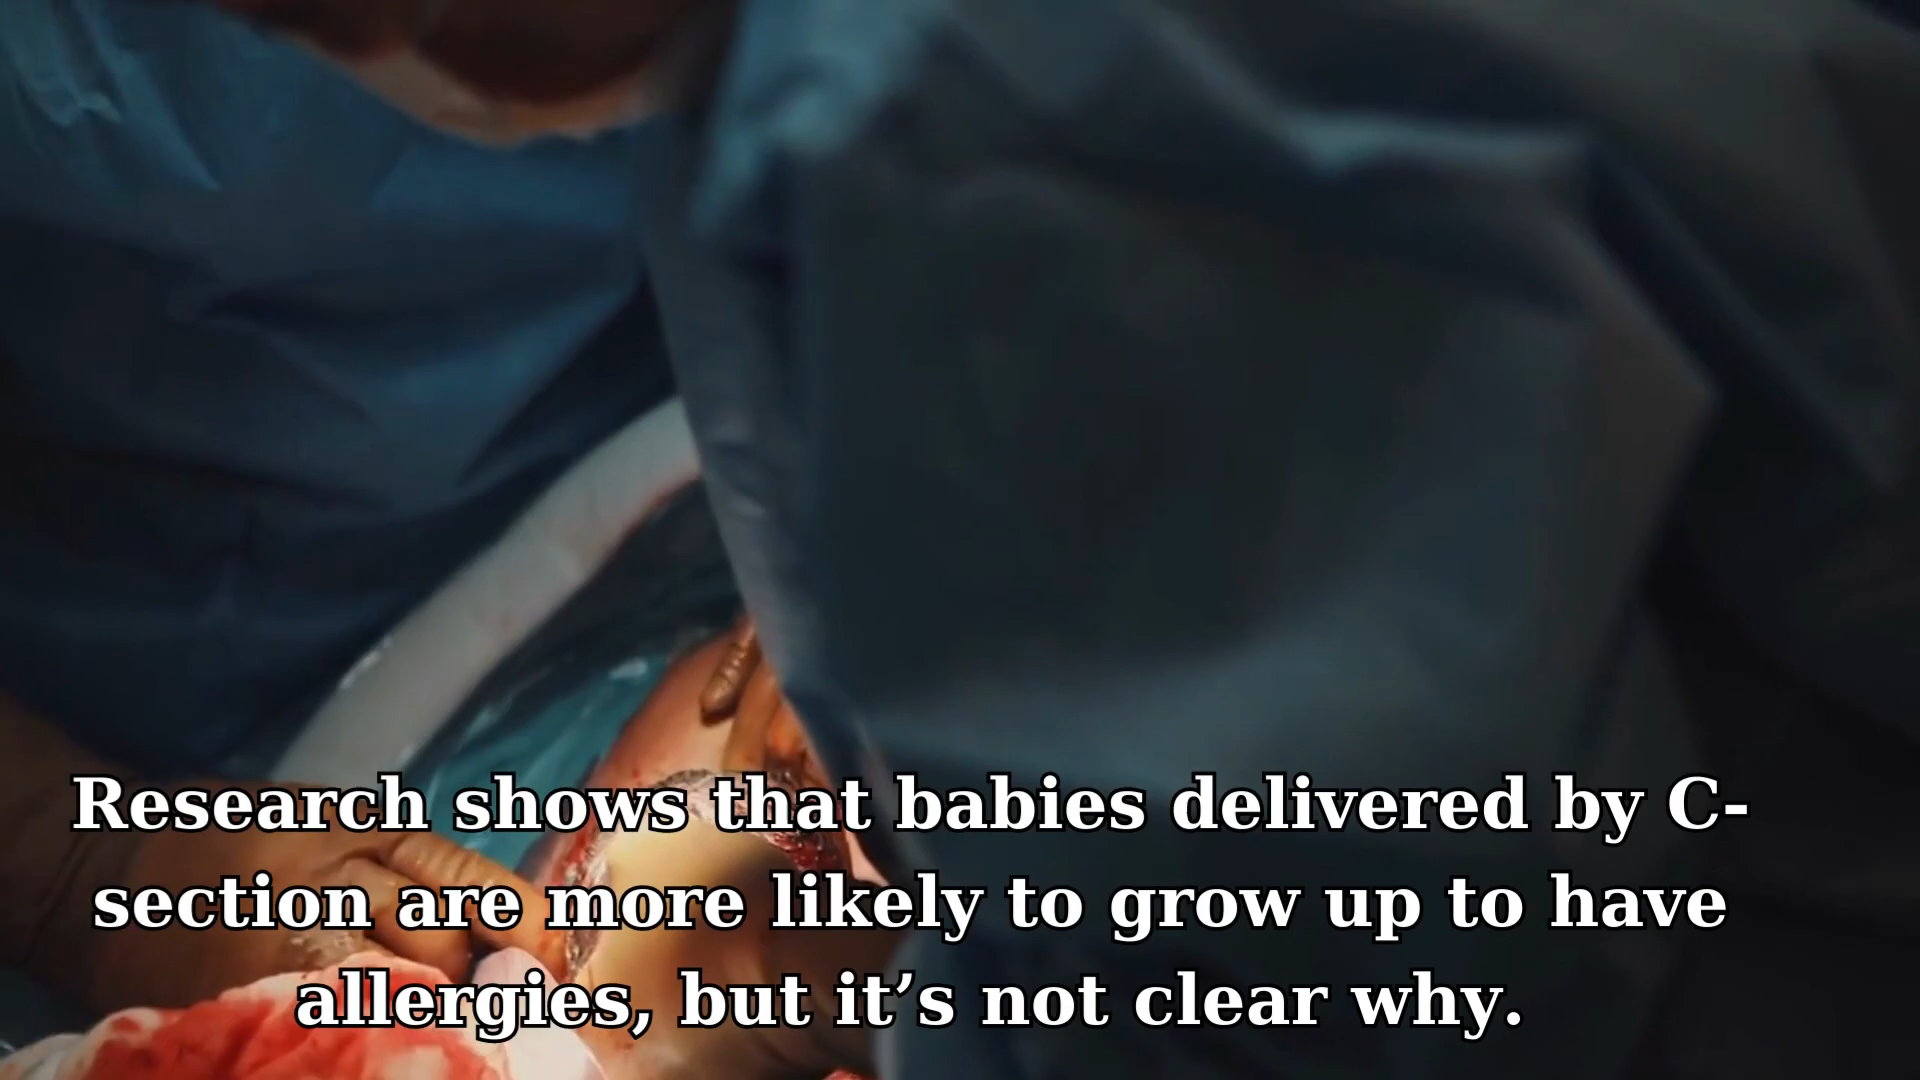 Research shows that babies delivered by C-
section are more likely to grow up to have
allergies, but it’s not clear why.